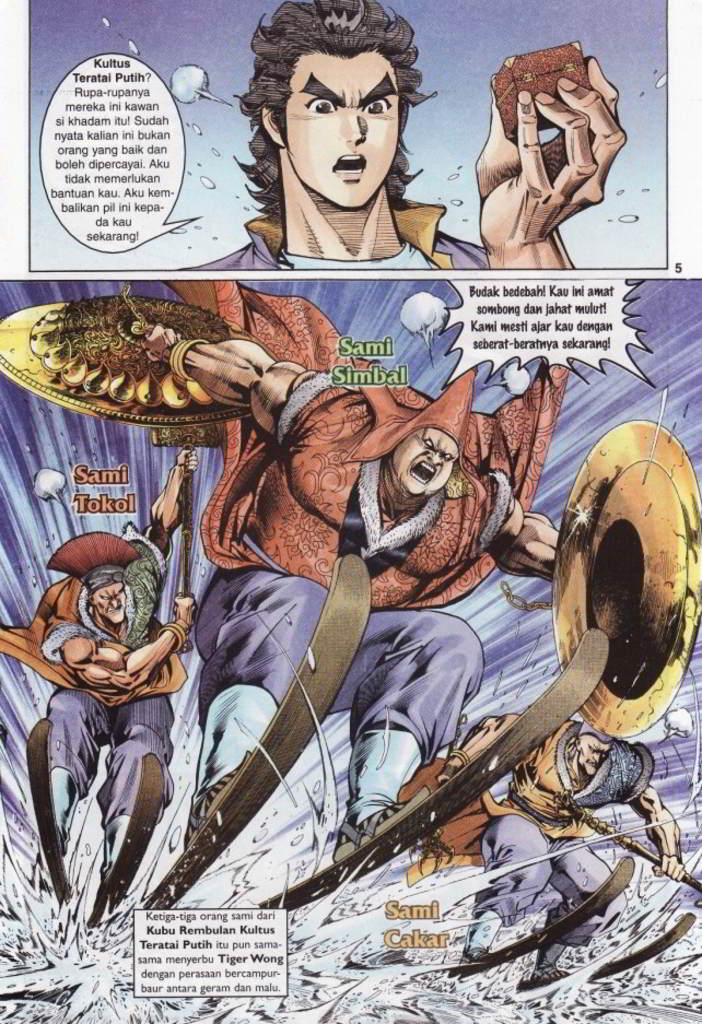 Kultus
Teratai Putih?
Rupa-rupanya
mereka ini kawan
si khadam itu! Sudah
nyata kalian ini bukan
orang yang baik dan
boleh dipercayai. Aku
tidak memerlukan
bantuan kau. Aku kem-
balikan pil ini kepa-
da kau
sekarang!
5
Budak bedebah! Kau ini amat
sombong dan jahat mulut!
Kami mesti ajar kau dengan
seberat-beratnya sekarang!
Sami
Simbal
Sami
Tokol
Sami
Cakar
Ketiga-tiga orang sami dari
Kubu Rembulan Kultus
Teratai Putih itu pun sama-
sama menyerbu Tiger Wong
dengan perasaan bercampur-
baur antara geram dan malu.